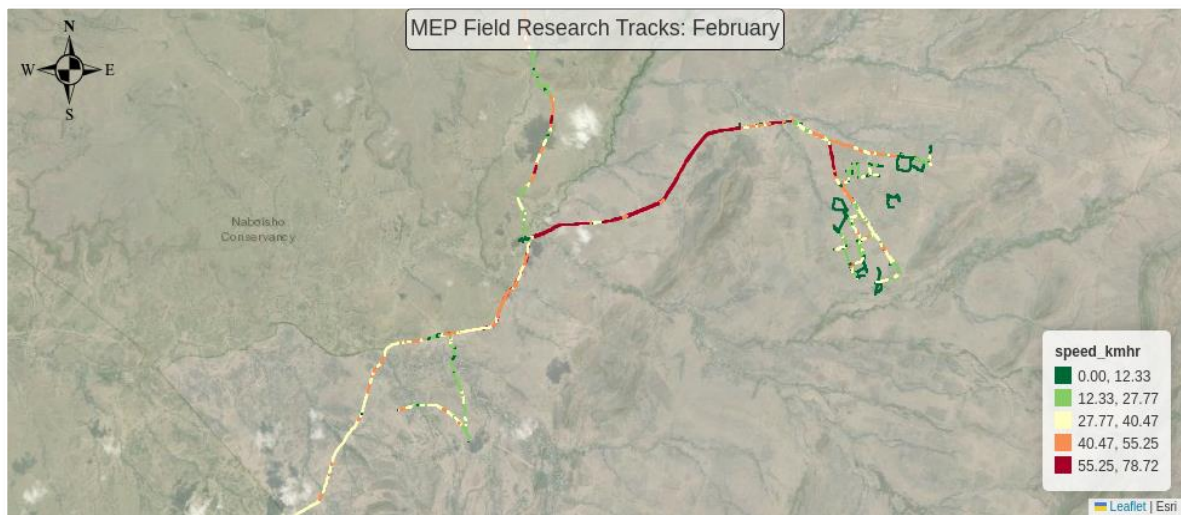 MEP Field Research Tracks: February
N
W E
S
Naboisho
Conservancy
speed_kmhr
0.00, 12.33
12.33, 27.77
27.77, 40.47
40.47, 55.25
55.25, 78.72
Leaflet | Esri